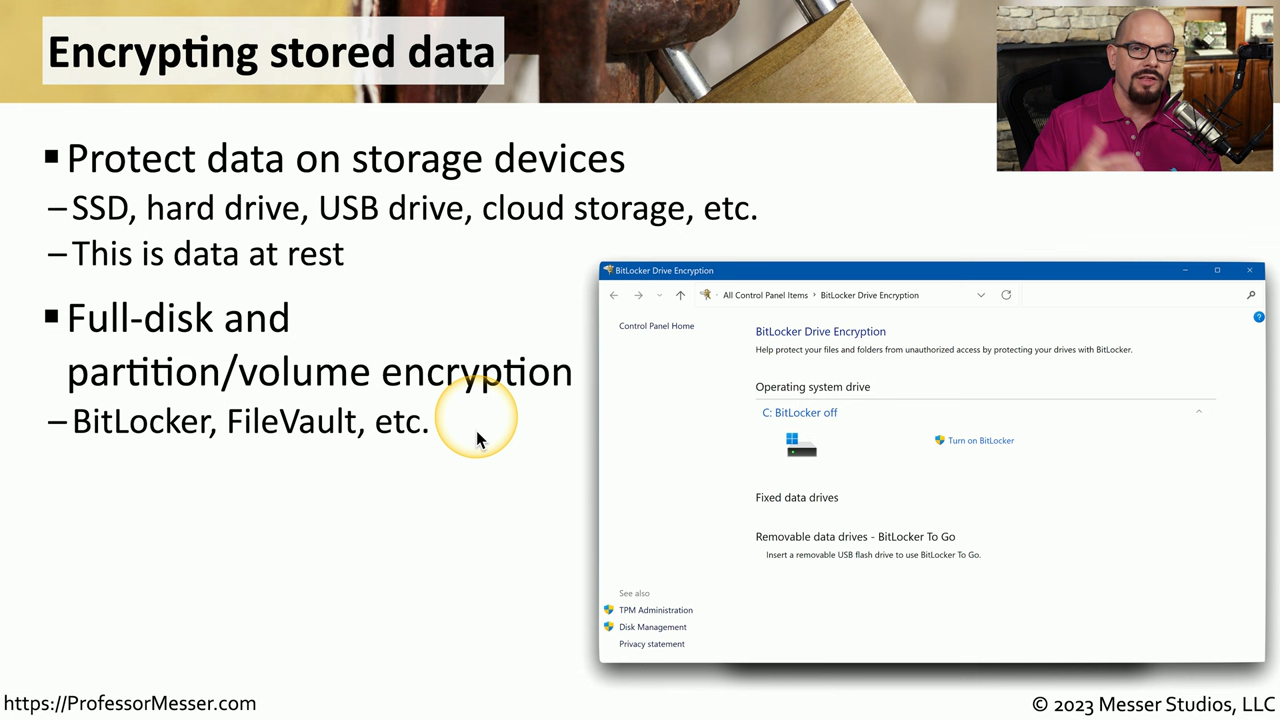 Encrypting stored data
▪ Protect data on storage devices
– SSD, hard drive, USB drive, cloud storage, etc.
– This is data at rest
▪ Full-disk and
partition/volume encryption
– BitLocker, FileVault, etc.
BitLocker Drive Encryption
All Control Panel Items > BitLocker Drive Encryption
Control Panel Home
BitLocker Drive Encryption
Help protect your files and folders from unauthorized access by protecting your drives with BitLocker.
Operating system drive
C: BitLocker off
Turn on BitLocker
Fixed data drives
Removable data drives - BitLocker To Go
Insert a removable USB flash drive to use BitLocker To Go.
See also
TPM Administration
Disk Management
Privacy statement
https://ProfessorMesser.com
© 2023 Messer Studios, LLC